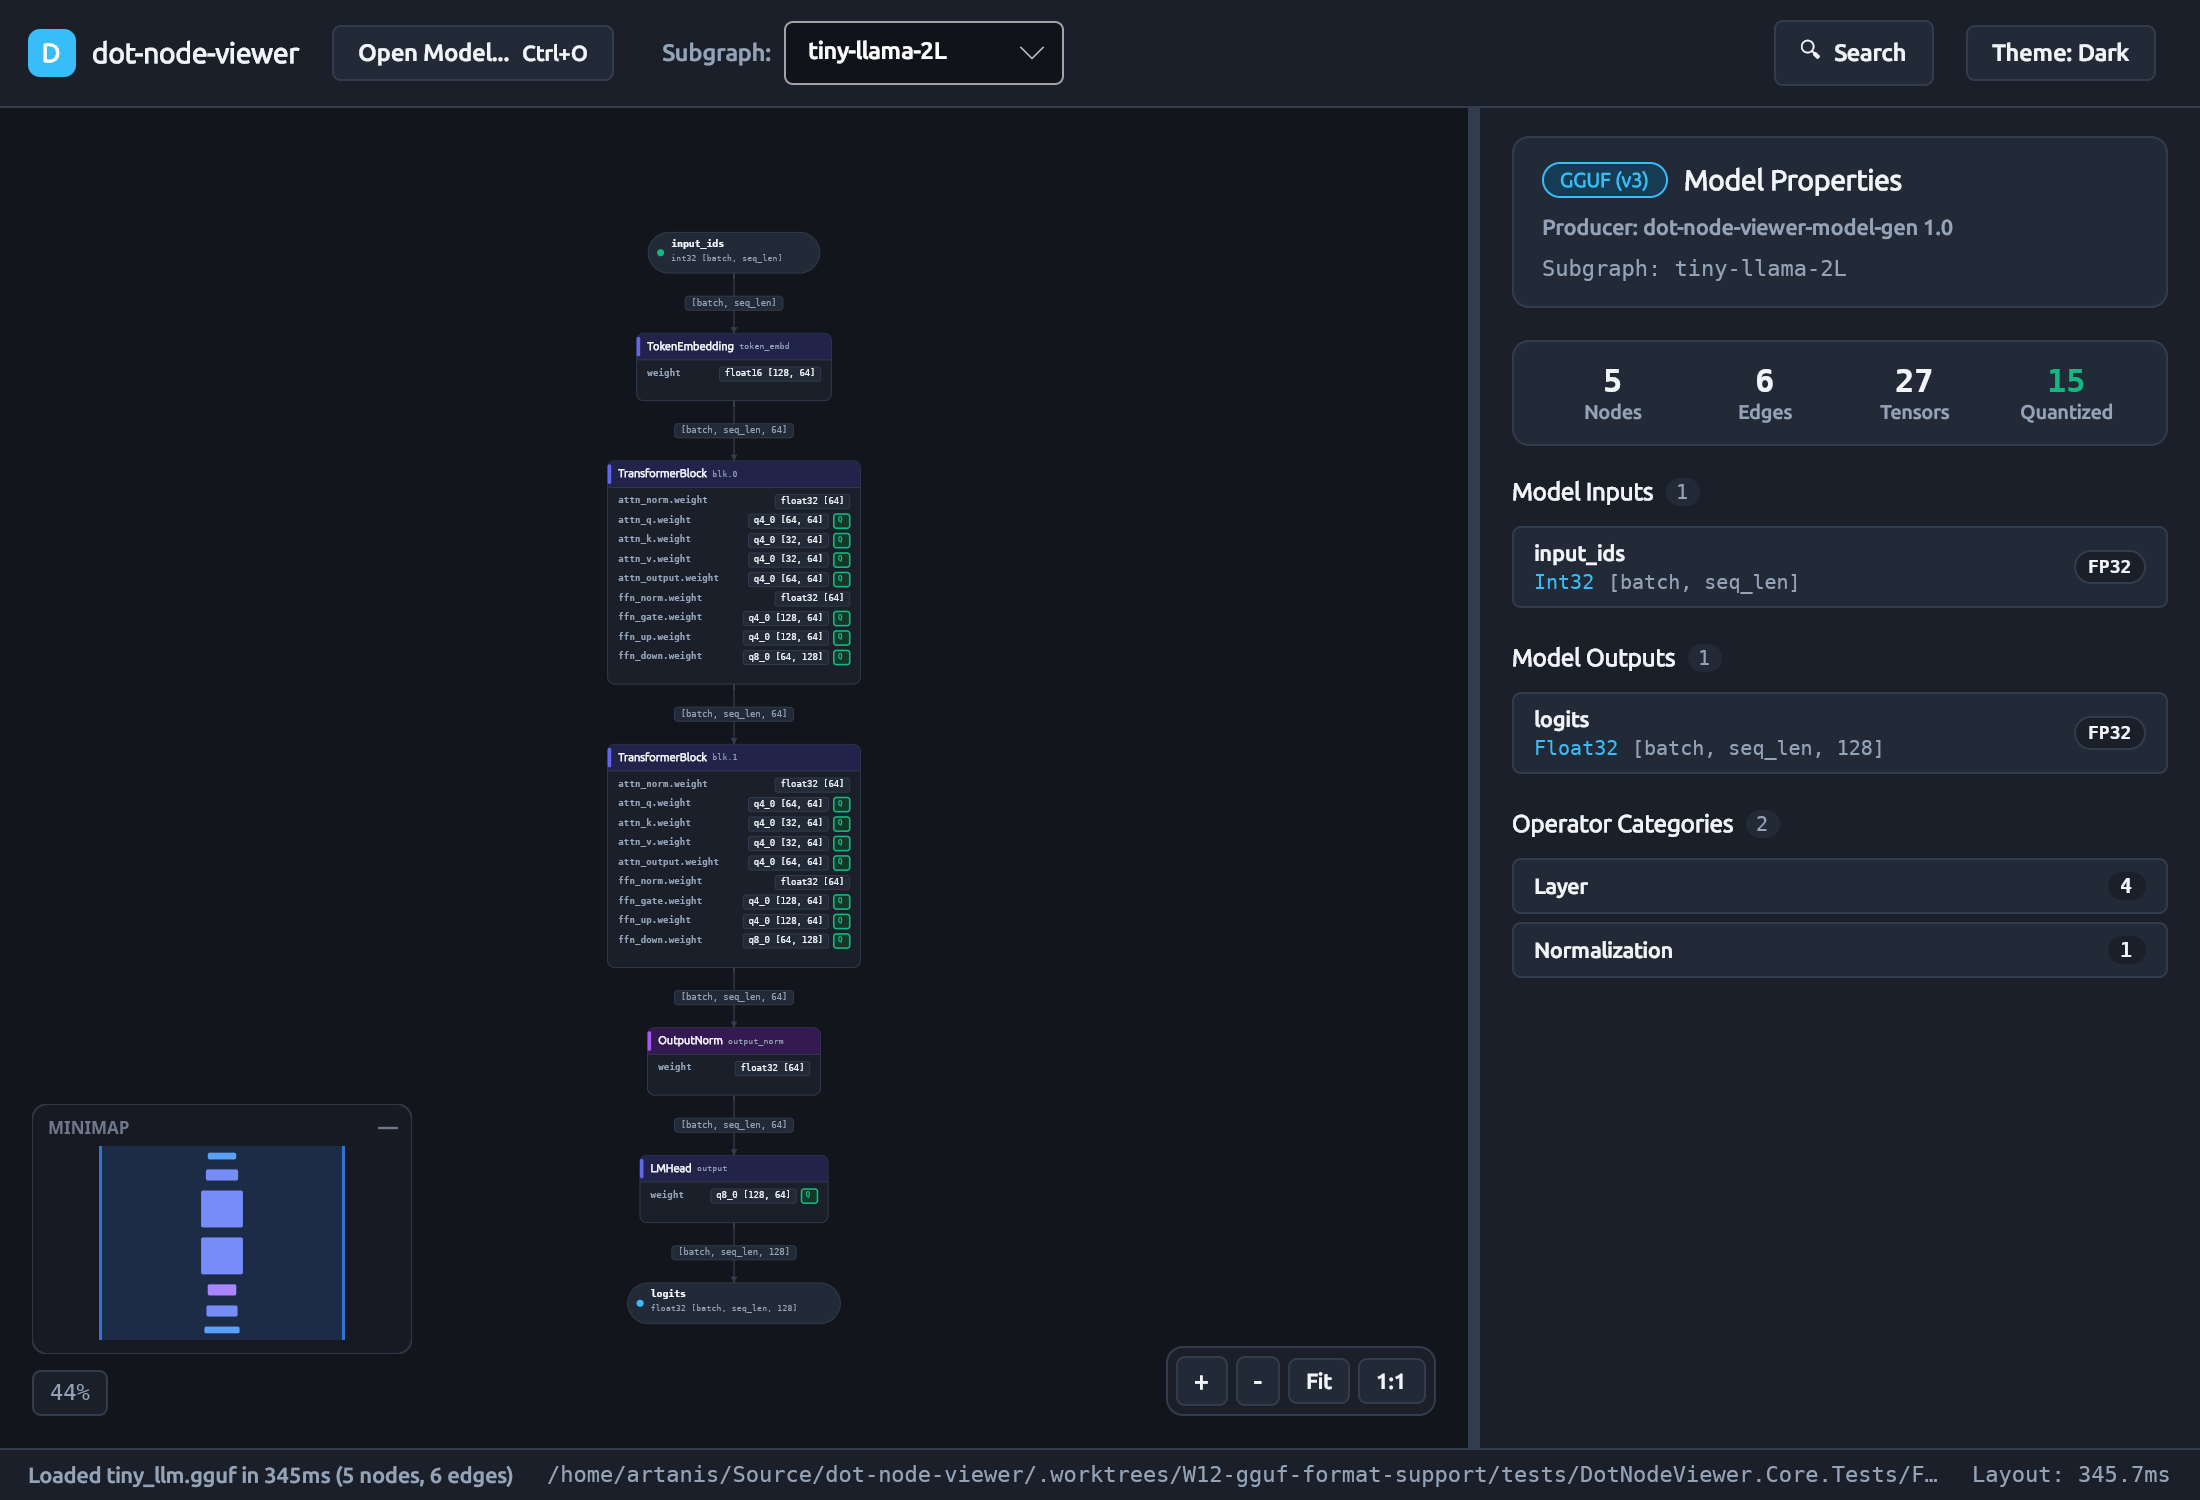 D dot-node-viewer Open Model... Ctrl+O Subgraph: tiny-llama-2L Search Theme: Dark
input_ids
int32 [batch, seq_len]
[batch, seq_len]
TokenEmbedding token_embd
weight float16 [128, 64]
[batch, seq_len, 64]
TransformerBlock blk.0
attn_norm.weight float32 [64]
attn_q.weight q4_0 [64, 64] Q
attn_k.weight q4_0 [32, 64] Q
attn_v.weight q4_0 [32, 64] Q
attn_output.weight q4_0 [64, 64] Q
ffn_norm.weight float32 [64]
ffn_gate.weight q4_0 [128, 64] Q
ffn_up.weight q4_0 [128, 64] Q
ffn_down.weight q8_0 [64, 128] Q
[batch, seq_len, 64]
TransformerBlock blk.1
attn_norm.weight float32 [64]
attn_q.weight q4_0 [64, 64] Q
attn_k.weight q4_0 [32, 64] Q
attn_v.weight q4_0 [32, 64] Q
attn_output.weight q4_0 [64, 64] Q
ffn_norm.weight float32 [64]
ffn_gate.weight q4_0 [128, 64] Q
ffn_up.weight q4_0 [128, 64] Q
ffn_down.weight q8_0 [64, 128] Q
[batch, seq_len, 64]
OutputNorm output_norm
weight float32 [64]
[batch, seq_len, 64]
LMHead output
weight q8_0 [128, 64] Q
[batch, seq_len, 128]
logits
float32 [batch, seq_len, 128]
MINIMAP
44%
+ - Fit 1:1
GGUF (v3) Model Properties
Producer: dot-node-viewer-model-gen 1.0
Subgraph: tiny-llama-2L
5 6 27 15
Nodes Edges Tensors Quantized
Model Inputs 1
input_ids
Int32 [batch, seq_len]
FP32
Model Outputs 1
logits
Float32 [batch, seq_len, 128]
FP32
Operator Categories 2
Layer 4
Normalization 1
Loaded tiny_llm.gguf in 345ms (5 nodes, 6 edges) /home/artanis/Source/dot-node-viewer/.worktrees/W12-gguf-format-support/tests/DotNodeViewer.Core.Tests/F… Layout: 345.7ms